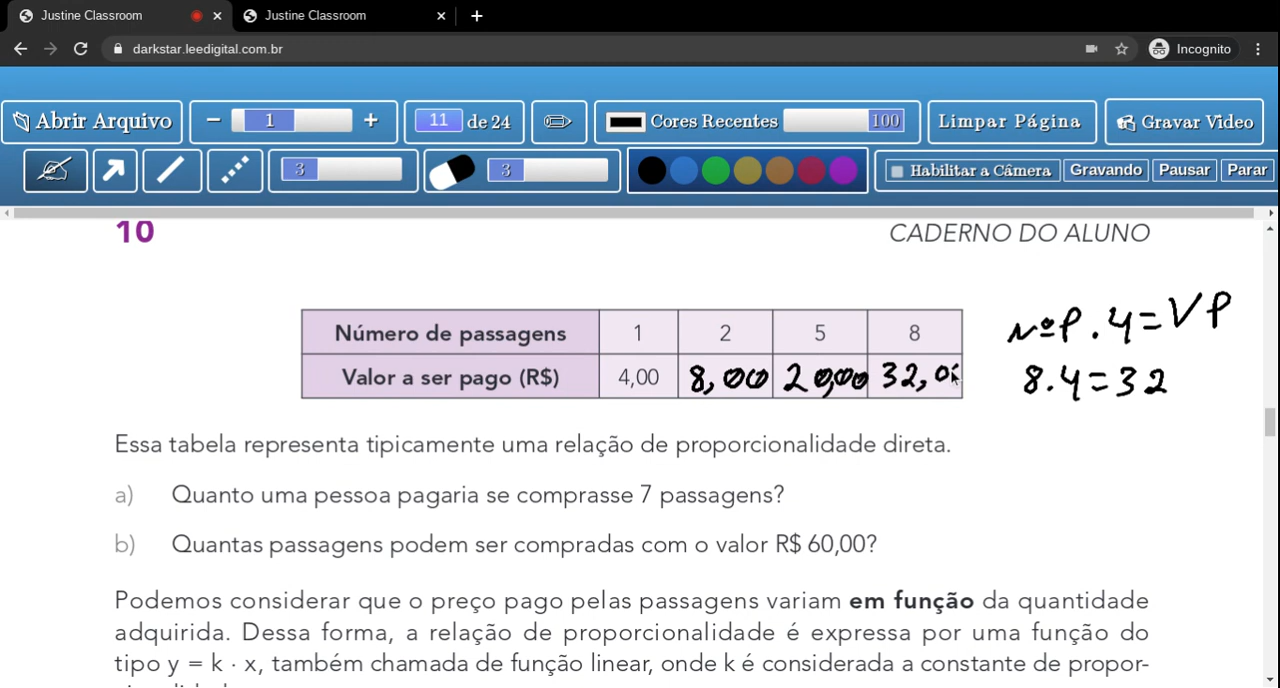 Justine Classroom
Justine Classroom
darkstar.leedigital.com.br
Incognito
Abrir Arquivo
− 1 +
11 de 24
Cores Recentes 100
Limpar Página
Gravar Video
3
3
Habilitar a Câmera
Gravando
Pausar
Parar
10 CADERNO DO ALUNO
Número de passagens 1 2 5 8
Valor a ser pago (R$) 4,00 8,00 20,00 32,00
NºP . 4 = VP
8.4=32
Essa tabela representa tipicamente uma relação de proporcionalidade direta.
a) Quanto uma pessoa pagaria se comprasse 7 passagens?
b) Quantas passagens podem ser compradas com o valor R$ 60,00?
Podemos considerar que o preço pago pelas passagens variam em função da quantidade
adquirida. Dessa forma, a relação de proporcionalidade é expressa por uma função do
tipo y = k · x, também chamada de função linear, onde k é considerada a constante de propor-